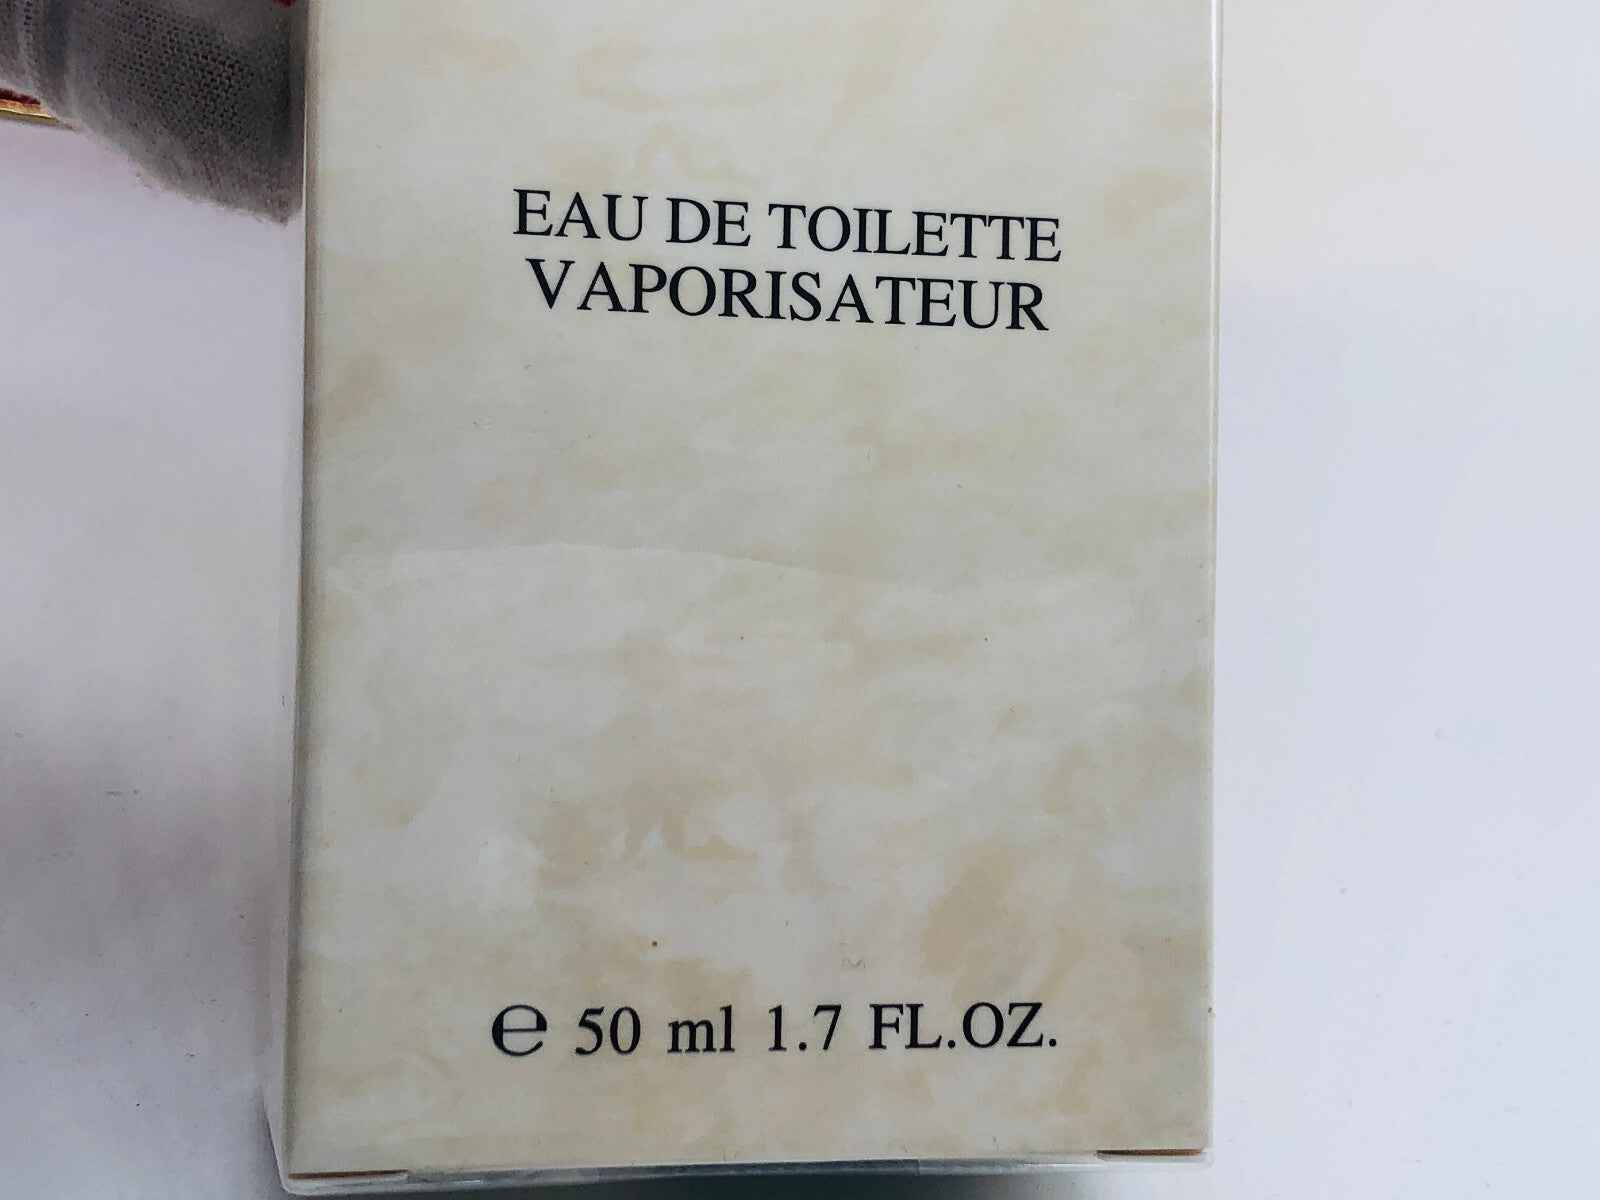 EAU DE TOILETTE
VAPORISATEUR
℮ 50 ml 1.7 FL.OZ.